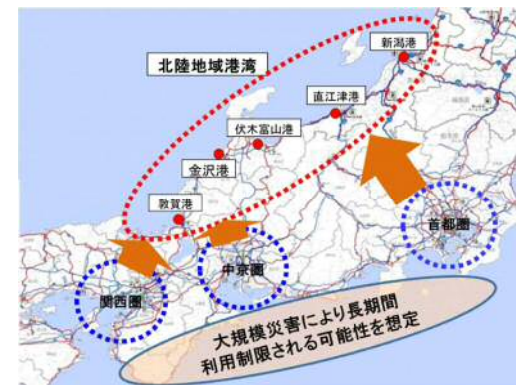 新潟港
北陸地域港湾
直江津港
伏木富山港
金沢港
敦賀港
首都圏
中京圏
関西圏
大規模災害により長期間
利用制限される可能性を想定